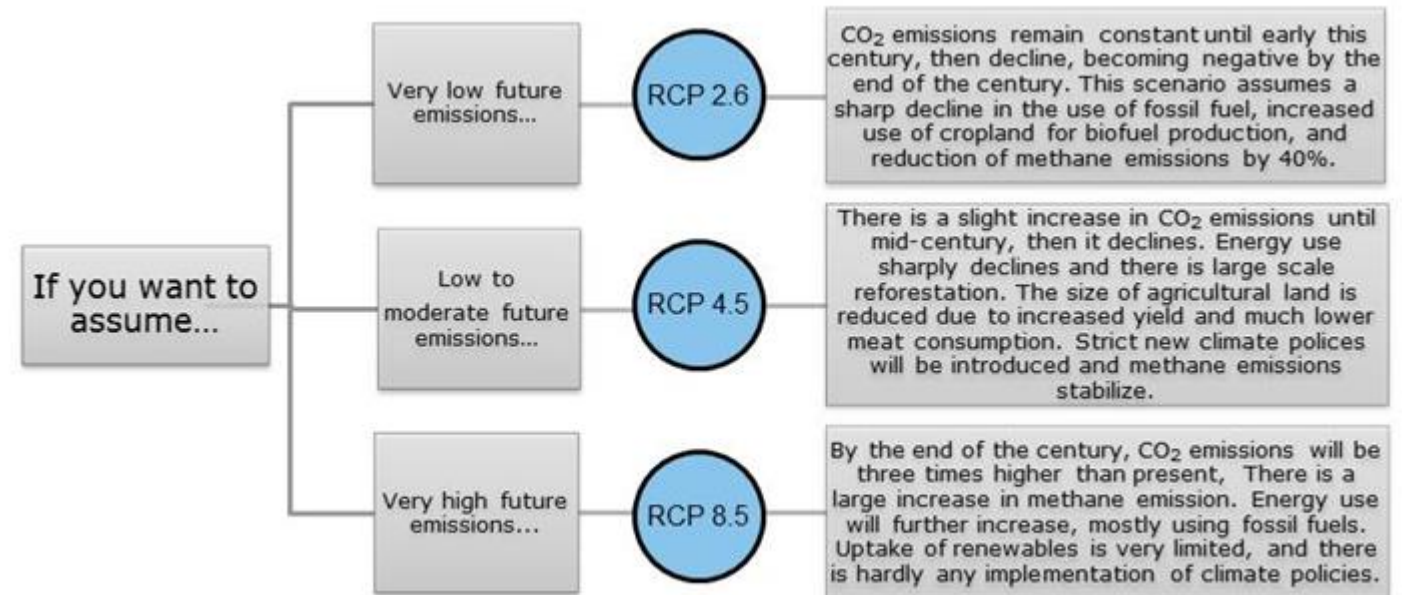 If you want to
assume...
Very low future
emissions...
RCP 2.6
CO2 emissions remain constant until early this
century, then decline, becoming negative by the
end of the century. This scenario assumes a
sharp decline in the use of fossil fuel, increased
use of cropland for biofuel production, and
reduction of methane emissions by 40%.
Low to
moderate future
emissions...
RCP 4.5
There is a slight increase in CO2 emissions until
mid-century, then it declines. Energy use
sharply declines and there is large scale
reforestation. The size of agricultural land is
reduced due to increased yield and much lower
meat consumption. Strict new climate polices
will be introduced and methane emissions
stabilize.
Very high future
emissions...
RCP 8.5
By the end of the century, CO2 emissions will be
three times higher than present, There is a
large increase in methane emission. Energy use
will further increase, mostly using fossil fuels.
Uptake of renewables is very limited, and there
is hardly any implementation of climate policies.